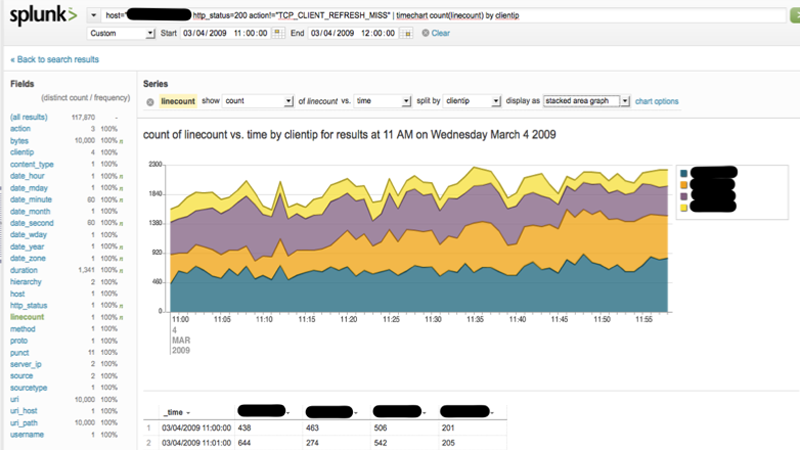 splunk> host=" http_status=200 action!="TCP_CLIENT_REFRESH_MISS" | timechart count(linecount) by clientip
Custom Start 03/04/2009 11:00:00 End 03/04/2009 12:00:00 Clear
« Back to search results
Fields
(distinct count / frequency)
(all results) 117,870 -
action 3 100%
bytes 10,000 100% n
clientip 4 100%
content_type 1 100%
date_hour 1 100% n
date_mday 1 100% n
date_minute 60 100% n
date_month 1 100%
date_second 60 100% n
date_wday 1 100%
date_year 1 100% n
date_zone 1 100% n
duration 1,341 100% n
hierarchy 2 100%
host 1 100%
http_status 1 100% n
linecount 1 100% n
method 1 100%
proto 1 100%
punct 11 100%
server_ip 2 100%
source 2 100%
sourcetype 1 100%
uri 10,000 100%
uri_host 1 100%
uri_path 10,000 100%
username 1 100%
Series
linecount show count of linecount vs. time split by clientip display as stacked area graph chart options
count of linecount vs. time by clientip for results at 11 AM on Wednesday March 4 2009
2300
1840
1380
920
460
0
11:00 11:05 11:10 11:15 11:20 11:25 11:30 11:35 11:40 11:45 11:50 11:55
4
MAR
2009
_time
1 03/04/2009 11:00:00 438 463 506 201
2 03/04/2009 11:01:00 644 274 542 205